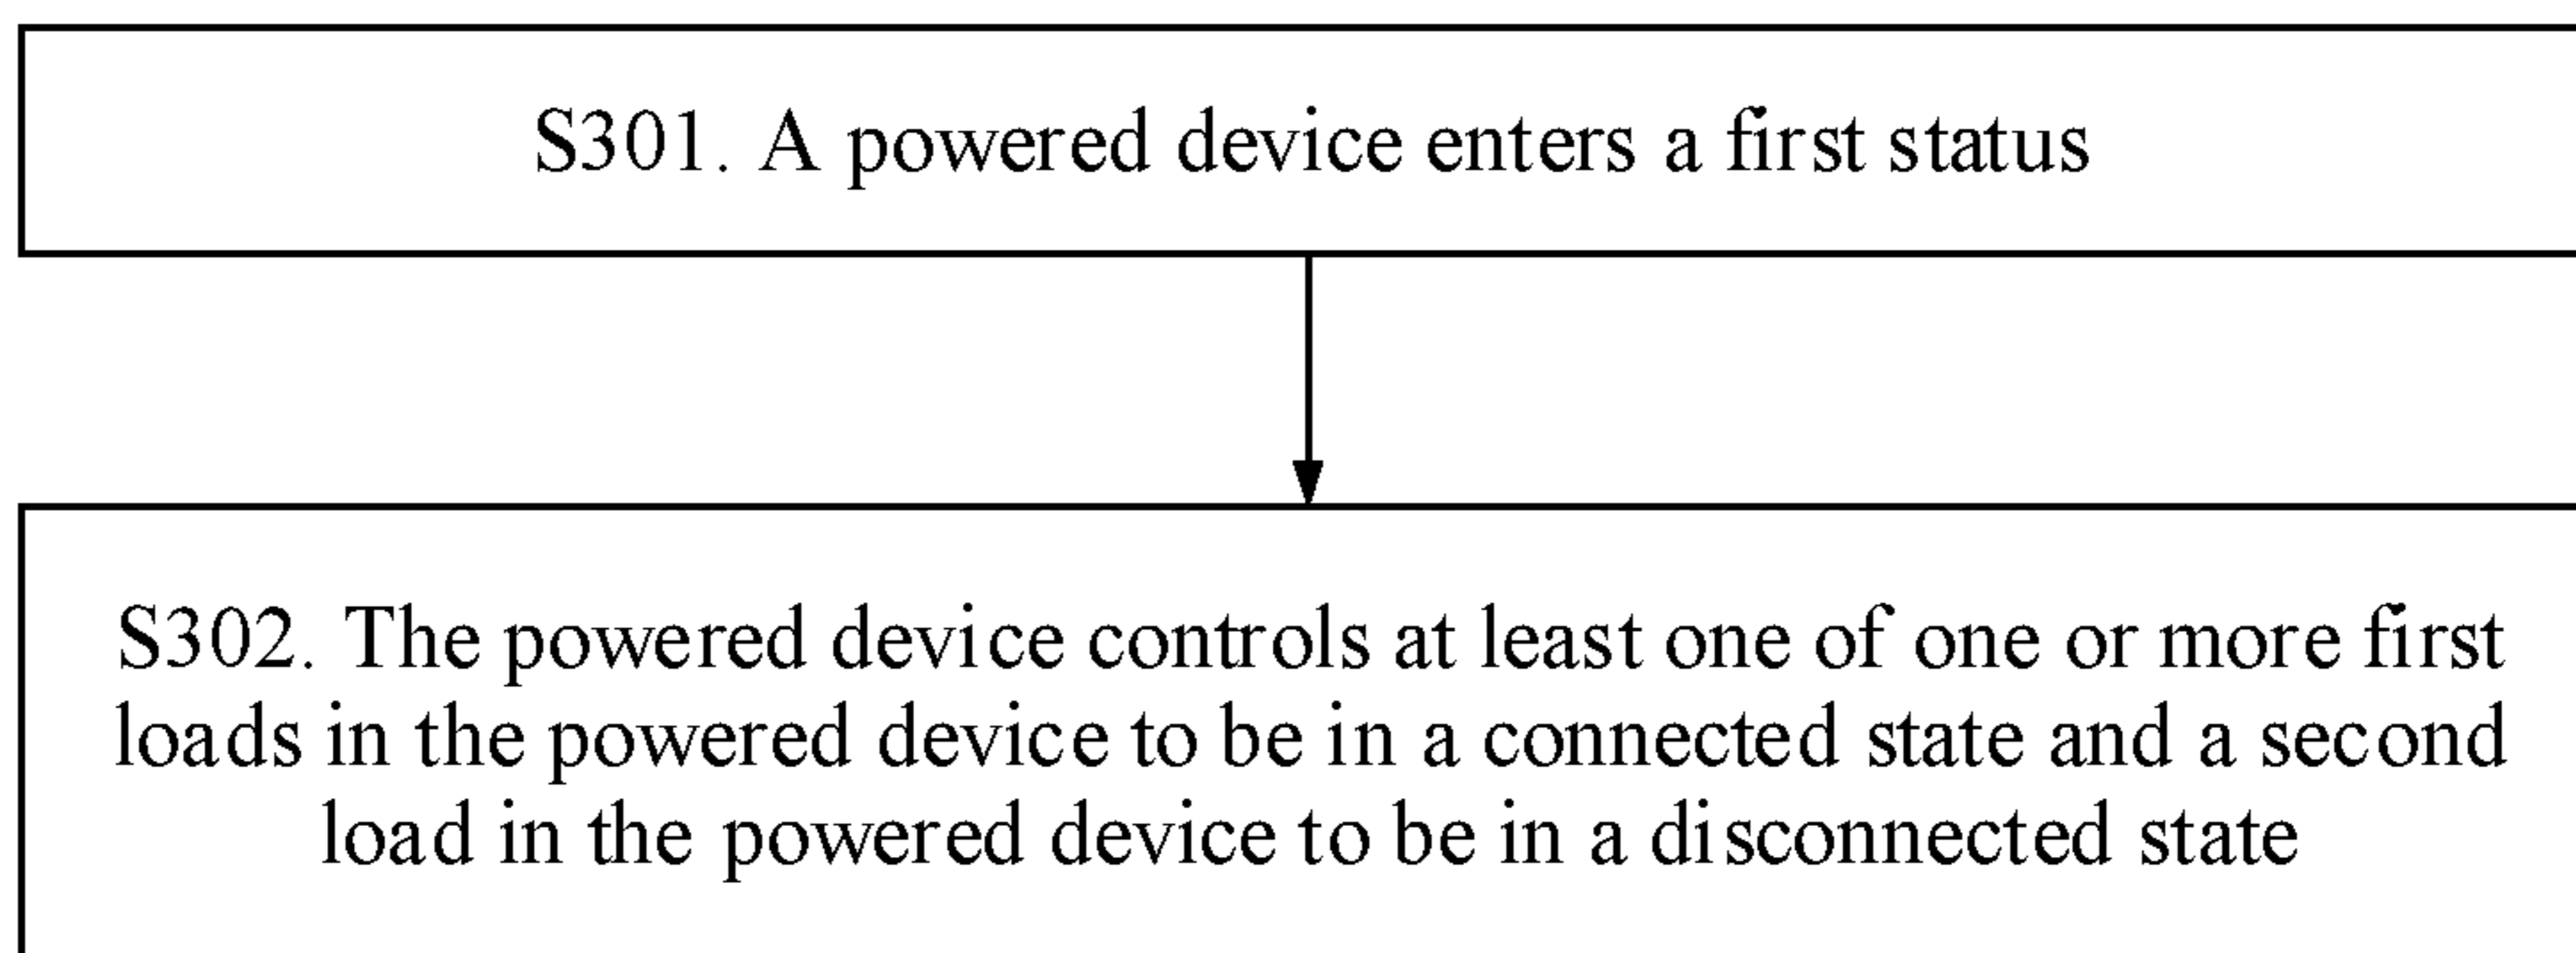 S301. A powered device enters a first status
S302. The powered device controls at least one of one or more first
loads in the powered device to be in a connected state and a second
load in the powered device to be in a disconnected state